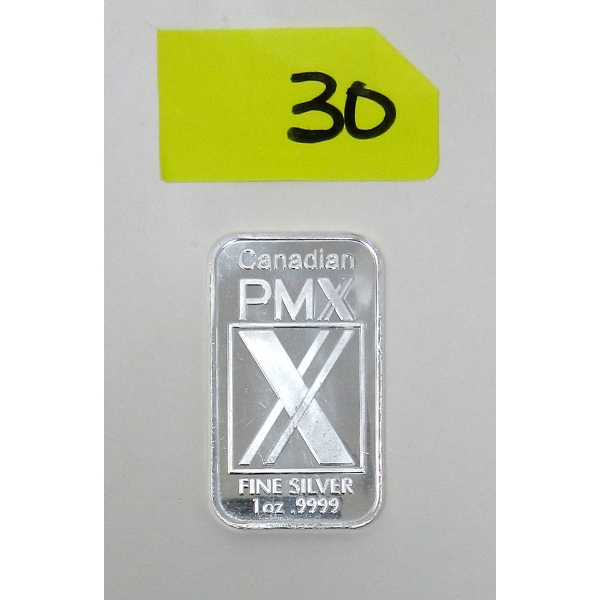 30
Canadian
PMX
X
FINE SILVER
1oz .9999